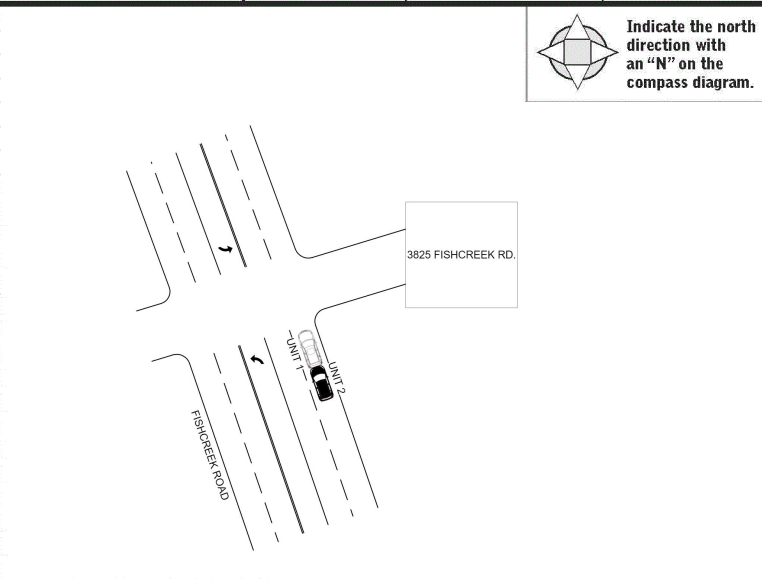 Indicate the north
direction with
an “N” on the
compass diagram.
3825 FISHCREEK RD.
UNIT 1
UNIT 2
FISHCREEK ROAD